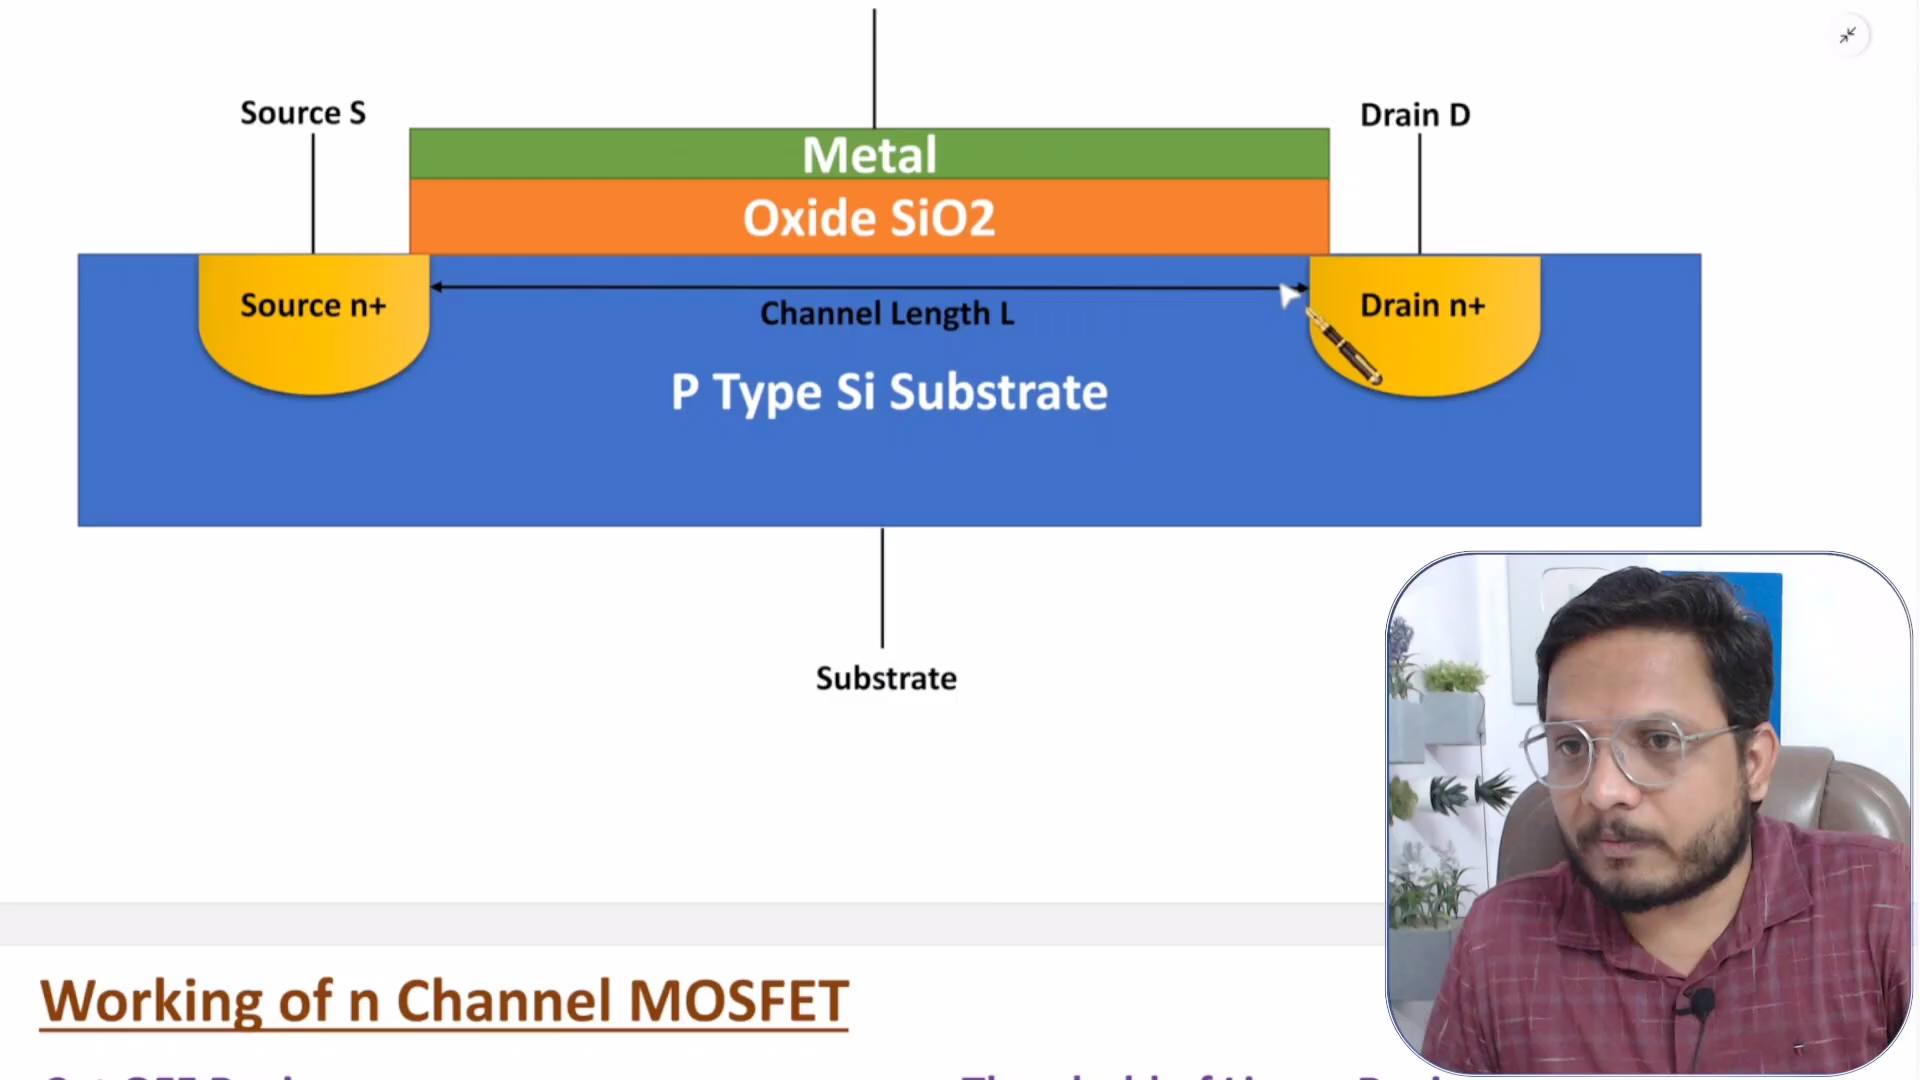 Source S
Drain D
Metal
Oxide SiO2
Source n+
Drain n+
Channel Length L
P Type Si Substrate
Substrate
Working of n Channel MOSFET